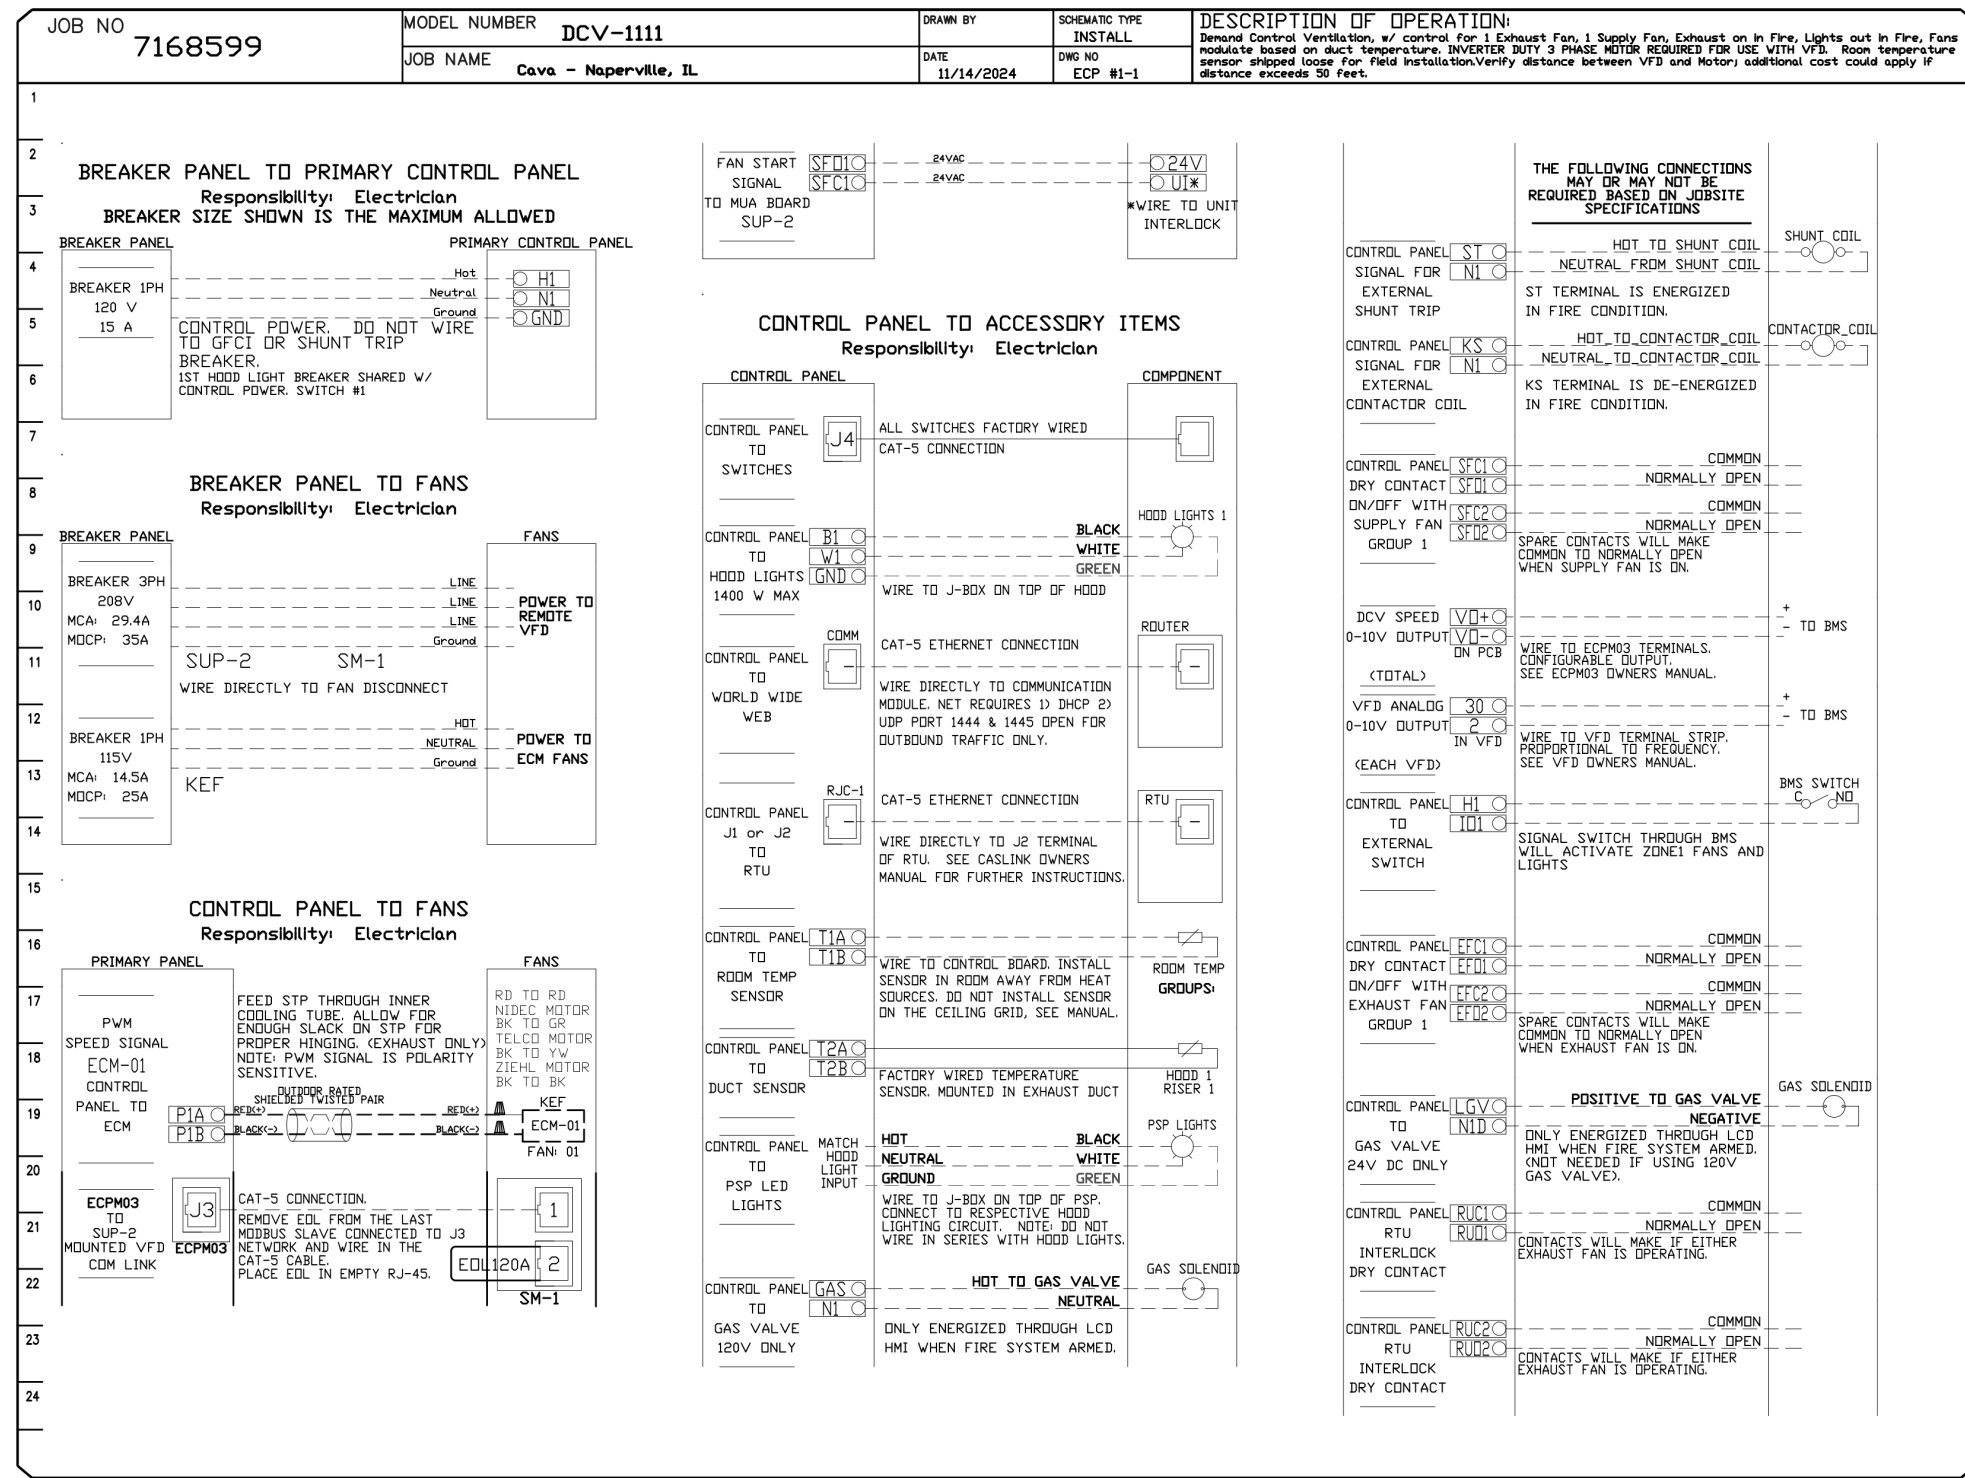 JOB NO
7168599
MODEL NUMBER DCV-1111
JOB NAME
Cava - Naperville, IL
DRAWN BY
DATE
11/14/2024
SCHEMATIC TYPE
INSTALL
DWG NO
ECP #1-1
DESCRIPTION OF OPERATION:
Demand Control Ventilation, w/ control for 1 Exhaust Fan, 1 Supply Fan, Exhaust on in Fire, Lights out in Fire, Fans
modulate based on duct temperature. INVERTER DUTY 3 PHASE MOTOR REQUIRED FOR USE WITH VFD. Room temperature
sensor shipped loose for field installation.Verify distance between VFD and Motor; additional cost could apply if
distance exceeds 50 feet.
1
2
3
4
5
6
7
8
9
10
11
12
13
14
15
16
17
18
19
20
21
22
23
24
BREAKER PANEL TO PRIMARY CONTROL PANEL
Responsibility: Electrician
BREAKER SIZE SHOWN IS THE MAXIMUM ALLOWED
BREAKER PANEL
PRIMARY CONTROL PANEL
BREAKER 1PH
120 V
15 A
Hot
H1
Neutral
N1
Ground
GND
CONTROL POWER. DO NOT WIRE
TO GFCI OR SHUNT TRIP
BREAKER.
1ST HOOD LIGHT BREAKER SHARED W/
CONTROL POWER. SWITCH #1
BREAKER PANEL TO FANS
Responsibility: Electrician
BREAKER PANEL
FANS
BREAKER 3PH
208V
MCA: 29.4A
MOCP: 35A
LINE
LINE
LINE
Ground
POWER TO
REMOTE
VFD
SUP-2 SM-1
WIRE DIRECTLY TO FAN DISCONNECT
BREAKER 1PH
115V
MCA: 14.5A
MOCP: 25A
HOT
NEUTRAL
Ground
POWER TO
ECM FANS
KEF
CONTROL PANEL TO FANS
Responsibility: Electrician
PRIMARY PANEL
FANS
PWM
SPEED SIGNAL
ECM-01
CONTROL
PANEL TO
ECM
FEED STP THROUGH INNER
COOLING TUBE. ALLOW FOR
ENOUGH SLACK ON STP FOR
PROPER HINGING. (EXHAUST ONLY)
NOTE: PWM SIGNAL IS POLARITY
SENSITIVE.
RD TO RD
NIDEC MOTOR
BK TO GR
TELCO MOTOR
BK TO YW
ZIEHL MOTOR
BK TO BK
OUTDOOR RATED
SHIELDED TWISTED PAIR
P1A
RED(+)
RED(+)
P1B
BLACK(-)
BLACK(-)
KEF
ECM-01
FAN: 01
ECPM03
TO
SUP-2
MOUNTED VFD
COM LINK
J3
ECPM03
CAT-5 CONNECTION.
REMOVE EOL FROM THE LAST
MODBUS SLAVE CONNECTED TO J3
NETWORK AND WIRE IN THE
CAT-5 CABLE.
PLACE EOL IN EMPTY RJ-45.
1
EOL120A
2
SM-1
FAN START
SIGNAL
TO MUA BOARD
SUP-2
SFO1
24VAC
24V
SFC1
24VAC
UI*
*WIRE TO UNIT
INTERLOCK
CONTROL PANEL TO ACCESSORY ITEMS
Responsibility: Electrician
CONTROL PANEL
COMPONENT
CONTROL PANEL
TO
SWITCHES
J4
ALL SWITCHES FACTORY WIRED
CAT-5 CONNECTION
CONTROL PANEL
TO
HOOD LIGHTS
1400 W MAX
B1
W1
GND
BLACK
WHITE
GREEN
HOOD LIGHTS 1
WIRE TO J-BOX ON TOP OF HOOD
CONTROL PANEL
TO
WORLD WIDE
WEB
COMM
CAT-5 ETHERNET CONNECTION
ROUTER
WIRE DIRECTLY TO COMMUNICATION
MODULE. NET REQUIRES 1) DHCP 2)
UDP PORT 1444 & 1445 OPEN FOR
OUTBOUND TRAFFIC ONLY.
CONTROL PANEL
J1 or J2
TO
RTU
RJC-1
CAT-5 ETHERNET CONNECTION
RTU
WIRE DIRECTLY TO J2 TERMINAL
OF RTU. SEE CASLINK OWNERS
MANUAL FOR FURTHER INSTRUCTIONS.
CONTROL PANEL
TO
ROOM TEMP
SENSOR
T1A
T1B
WIRE TO CONTROL BOARD. INSTALL
SENSOR IN ROOM AWAY FROM HEAT
SOURCES. DO NOT INSTALL SENSOR
ON THE CEILING GRID, SEE MANUAL.
ROOM TEMP
GROUPS:
CONTROL PANEL
TO
DUCT SENSOR
T2A
T2B
FACTORY WIRED TEMPERATURE
SENSOR. MOUNTED IN EXHAUST DUCT
HOOD 1
RISER 1
CONTROL PANEL
TO
PSP LED
LIGHTS
MATCH
HOOD
LIGHT
INPUT
HOT
NEUTRAL
GROUND
BLACK
WHITE
GREEN
PSP LIGHTS
WIRE TO J-BOX ON TOP OF PSP.
CONNECT TO RESPECTIVE HOOD
LIGHTING CIRCUIT. NOTE: DO NOT
WIRE IN SERIES WITH HOOD LIGHTS.
CONTROL PANEL
TO
GAS VALVE
120V ONLY
GAS
N1
HOT TO GAS VALVE
NEUTRAL
GAS SOLENOID
ONLY ENERGIZED THROUGH LCD
HMI WHEN FIRE SYSTEM ARMED.
THE FOLLOWING CONNECTIONS
MAY OR MAY NOT BE
REQUIRED BASED ON JOBSITE
SPECIFICATIONS
CONTROL PANEL
SIGNAL FOR
EXTERNAL
SHUNT TRIP
ST
N1
HOT TO SHUNT COIL
NEUTRAL FROM SHUNT COIL
SHUNT COIL
ST TERMINAL IS ENERGIZED
IN FIRE CONDITION.
CONTROL PANEL
SIGNAL FOR
EXTERNAL
CONTACTOR COIL
KS
N1
HOT_TO_CONTACTOR_COIL
NEUTRAL_TO_CONTACTOR_COIL
CONTACTOR_COIL
KS TERMINAL IS DE-ENERGIZED
IN FIRE CONDITION.
CONTROL PANEL
DRY CONTACT
ON/OFF WITH
SUPPLY FAN
GROUP 1
SFC1
SFO1
SFC2
SFO2
COMMON
NORMALLY OPEN
COMMON
NORMALLY OPEN
SPARE CONTACTS WILL MAKE
COMMON TO NORMALLY OPEN
WHEN SUPPLY FAN IS ON.
DCV SPEED
0-10V OUTPUT
(TOTAL)
VO+
VO-
ON PCB
+
- TO BMS
WIRE TO ECPM03 TERMINALS.
CONFIGURABLE OUTPUT.
SEE ECPM03 OWNERS MANUAL.
VFD ANALOG
0-10V OUTPUT
(EACH VFD)
30
2
IN VFD
+
- TO BMS
WIRE TO VFD TERMINAL STRIP.
PROPORTIONAL TO FREQUENCY.
SEE VFD OWNERS MANUAL.
CONTROL PANEL
TO
EXTERNAL
SWITCH
H1
IO1
BMS SWITCH
C NO
SIGNAL SWITCH THROUGH BMS
WILL ACTIVATE ZONE1 FANS AND
LIGHTS
CONTROL PANEL
DRY CONTACT
ON/OFF WITH
EXHAUST FAN
GROUP 1
EFC1
EFO1
EFC2
EFO2
COMMON
NORMALLY OPEN
COMMON
NORMALLY OPEN
SPARE CONTACTS WILL MAKE
COMMON TO NORMALLY OPEN
WHEN EXHAUST FAN IS ON.
CONTROL PANEL
TO
GAS VALVE
24V DC ONLY
LGV
N1D
POSITIVE TO GAS VALVE
NEGATIVE
GAS SOLENOID
ONLY ENERGIZED THROUGH LCD
HMI WHEN FIRE SYSTEM ARMED.
(NOT NEEDED IF USING 120V
GAS VALVE).
CONTROL PANEL
RTU
INTERLOCK
DRY CONTACT
RUC1
RUO1
COMMON
NORMALLY OPEN
CONTACTS WILL MAKE IF EITHER
EXHAUST FAN IS OPERATING.
CONTROL PANEL
RTU
INTERLOCK
DRY CONTACT
RUC2
RUO2
COMMON
NORMALLY OPEN
CONTACTS WILL MAKE IF EITHER
EXHAUST FAN IS OPERATING.